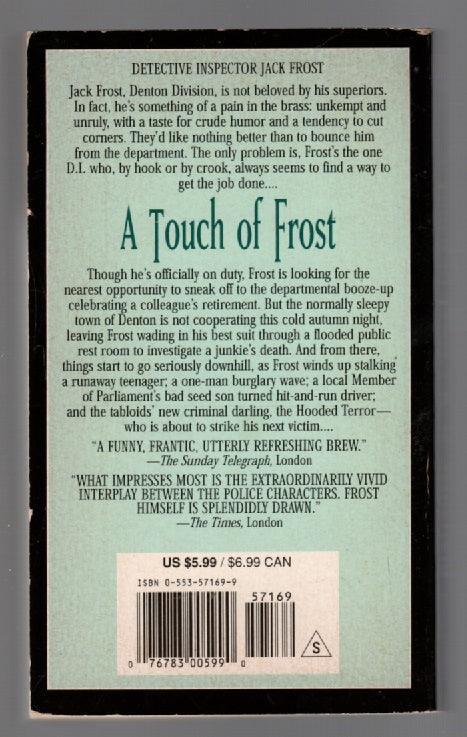 DETECTIVE INSPECTOR JACK FROST
Jack Frost, Denton Division, is not beloved by his superiors.
In fact, he's something of a pain in the brass: unkempt and
unruly, with a taste for crude humor and a tendency to cut
corners. They'd like nothing better than to bounce him
from the department. The only problem is, Frost's the one
D.I. who, by hook or by crook, always seems to find a way to
get the job done....
A Touch of Frost
Though he's officially on duty, Frost is looking for the
nearest opportunity to sneak off to the departmental booze-up
celebrating a colleague's retirement. But the normally sleepy
town of Denton is not cooperating this cold autumn night,
leaving Frost wading in his best suit through a flooded public
rest room to investigate a junkie's death. And from there,
things start to go seriously downhill, as Frost winds up stalking
a runaway teenager; a one-man burglary wave; a local Member
of Parliament's bad seed son turned hit-and-run driver;
and the tabloids' new criminal darling, the Hooded Terror—
who is about to strike his next victim....
"A FUNNY, FRANTIC, UTTERLY REFRESHING BREW."
—The Sunday Telegraph, London
"WHAT IMPRESSES MOST IS THE EXTRAORDINARILY VIVID
INTERPLAY BETWEEN THE POLICE CHARACTERS. FROST
HIMSELF IS SPLENDIDLY DRAWN."
—The Times, London
US $5.99 / $6.99 CAN
ISBN 0-553-57169-9
57169
0 76783 00599 0
S